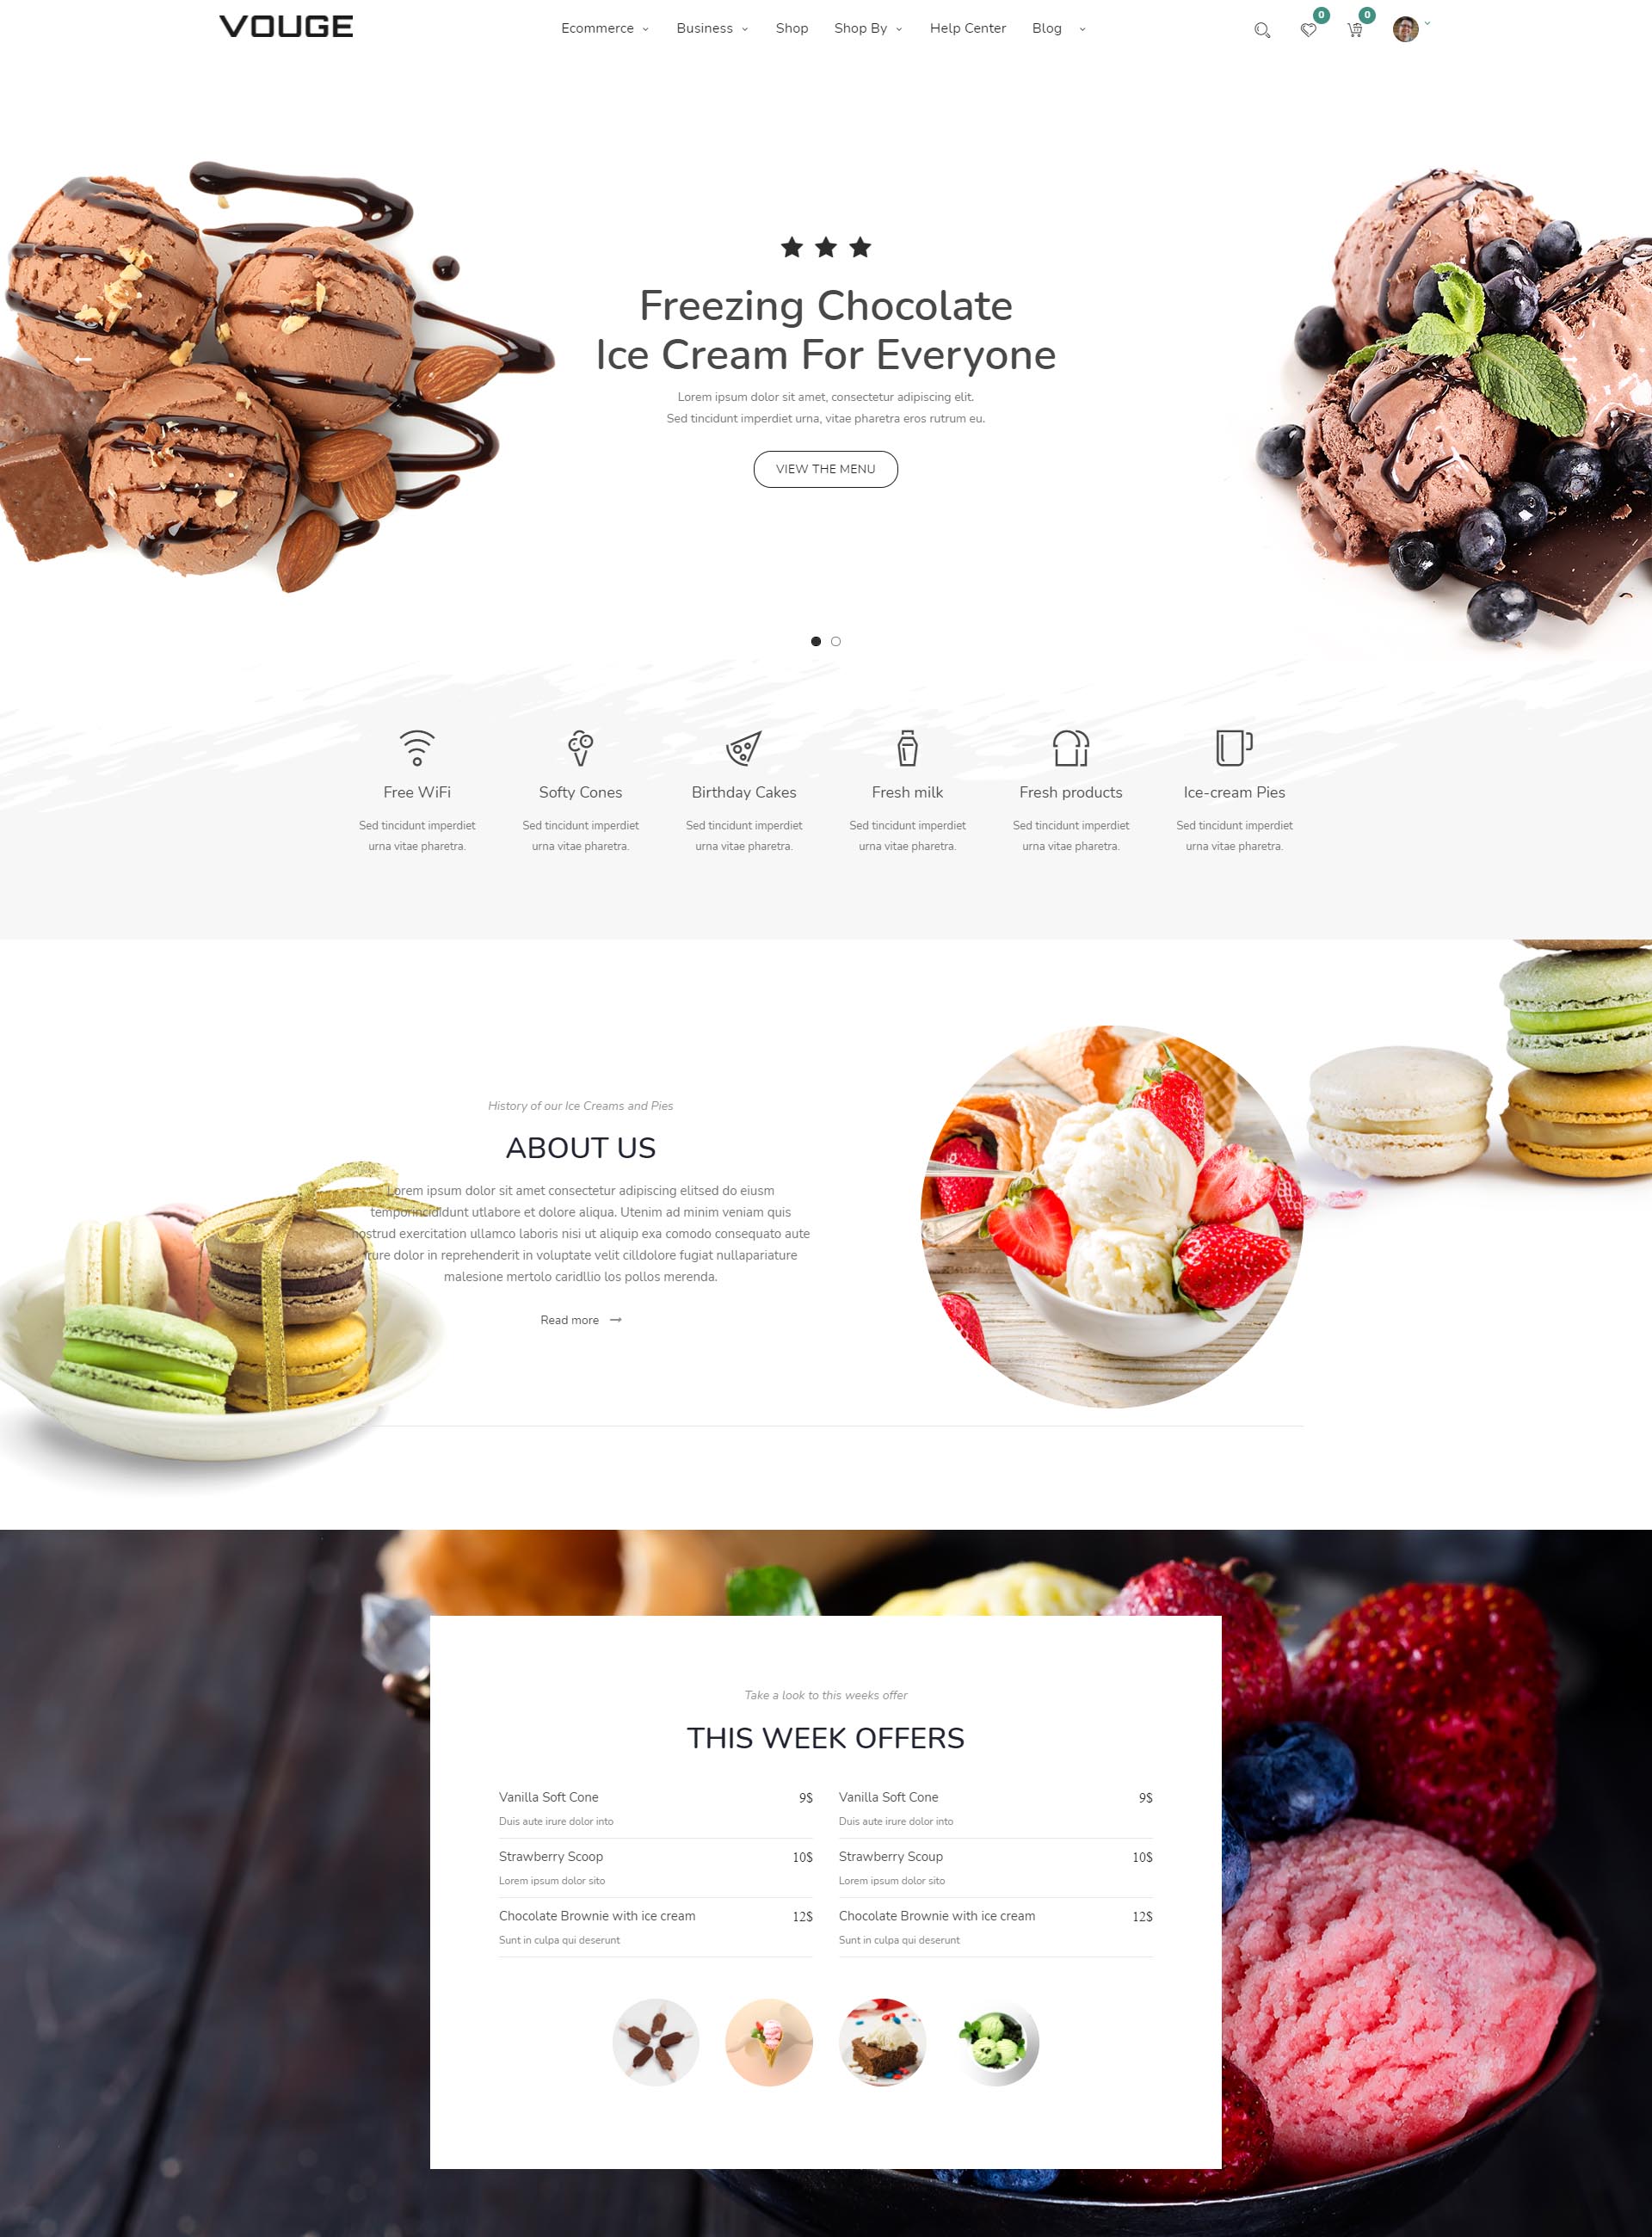 VOUGE
Ecommerce Business Shop Shop By Help Center Blog
0 0
Freezing Chocolate
Ice Cream For Everyone
Lorem ipsum dolor sit amet, consectetur adipiscing elit.
Sed tincidunt imperdiet urna, vitae pharetra eros rutrum eu.
VIEW THE MENU
Free WiFi
Sed tincidunt imperdiet
urna vitae pharetra.
Softy Cones
Sed tincidunt imperdiet
urna vitae pharetra.
Birthday Cakes
Sed tincidunt imperdiet
urna vitae pharetra.
Fresh milk
Sed tincidunt imperdiet
urna vitae pharetra.
Fresh products
Sed tincidunt imperdiet
urna vitae pharetra.
Ice-cream Pies
Sed tincidunt imperdiet
urna vitae pharetra.
History of our Ice Creams and Pies
ABOUT US
Lorem ipsum dolor sit amet consectetur adipiscing elitsed do eiusm
temporincididunt utlabore et dolore aliqua. Utenim ad minim veniam quis
nostrud exercitation ullamco laboris nisi ut aliquip exa comodo consequato aute
irure dolor in reprehenderit in voluptate velit cilldolore fugiat nullapariature
malesione mertolo caridllio los pollos merenda.
Read more
Take a look to this weeks offer
THIS WEEK OFFERS
Vanilla Soft Cone 9$
Duis aute irure dolor into
Strawberry Scoop 10$
Lorem ipsum dolor sito
Chocolate Brownie with ice cream 12$
Sunt in culpa qui deserunt
Vanilla Soft Cone 9$
Duis aute irure dolor into
Strawberry Scoup 10$
Lorem ipsum dolor sito
Chocolate Brownie with ice cream 12$
Sunt in culpa qui deserunt